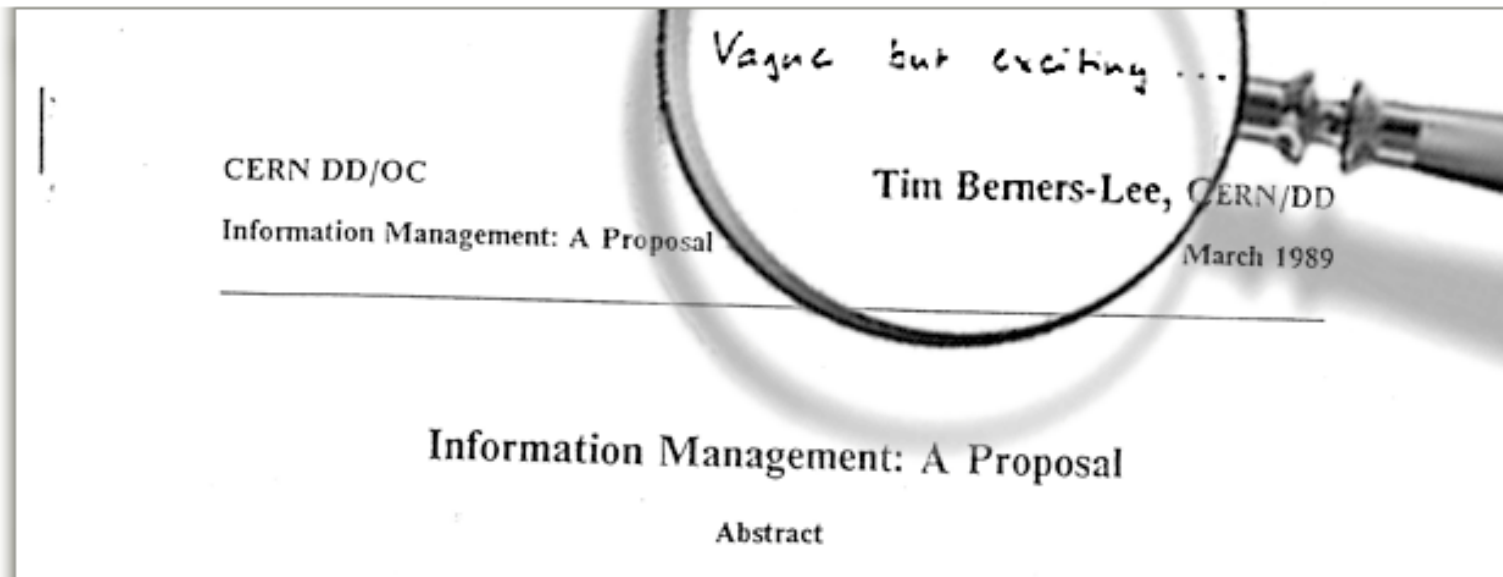 Vague but exciting ...
CERN DD/OC
Tim Berners-Lee, CERN/DD
Information Management: A Proposal
March 1989
Information Management: A Proposal
Abstract